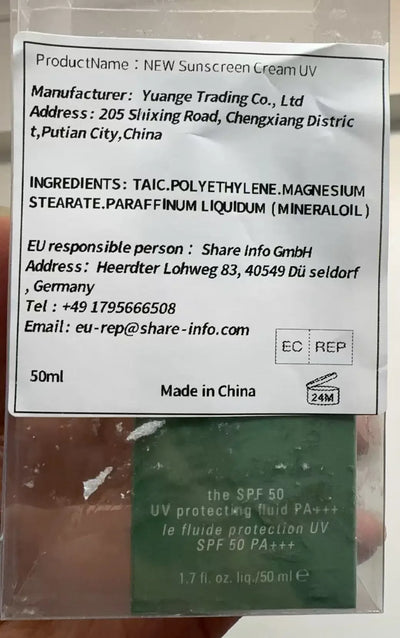 ProductName：NEW Sunscreen Cream UV
Manufacturer: Yuange Trading Co., Ltd
Address: 205 Shixing Road, Chengxiang Distric
t,Putian City,China
INGREDIENTS: TAIC.POLYETHYLENE.MAGNESIUM
STEARATE.PARAFFINUM LIQUIDUM (MINERALOIL)
EU responsible person： Share Info GmbH
Address: Heerdter Lohweg 83, 40549 Dü seldorf
, Germany
Tel : +49 1795666508
Email: eu-rep@share-info.com
EC REP
50ml
Made in China
24M
the SPF 50
UV protecting fluid PA+++
le fluide protection UV
SPF 50 PA+++
1.7 fl. oz. liq./50 ml ℮